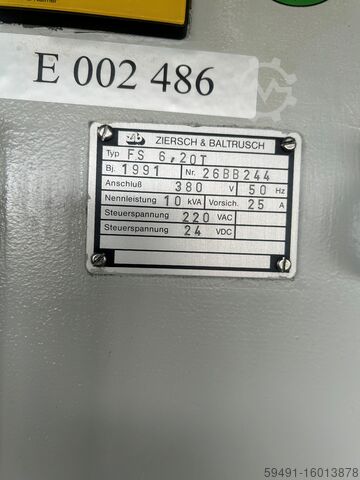 E 002 486
ZIERSCH & BALTRUSCH
Typ FS 6,20T
Bj. 1991 Nr. 26BB244
Anschluß 380 V 50 Hz
Nennleistung 10 kVA Vorsich. 25 A
Steuerspannung 220 VAC
Steuerspannung 24 VDC
59491-16013878